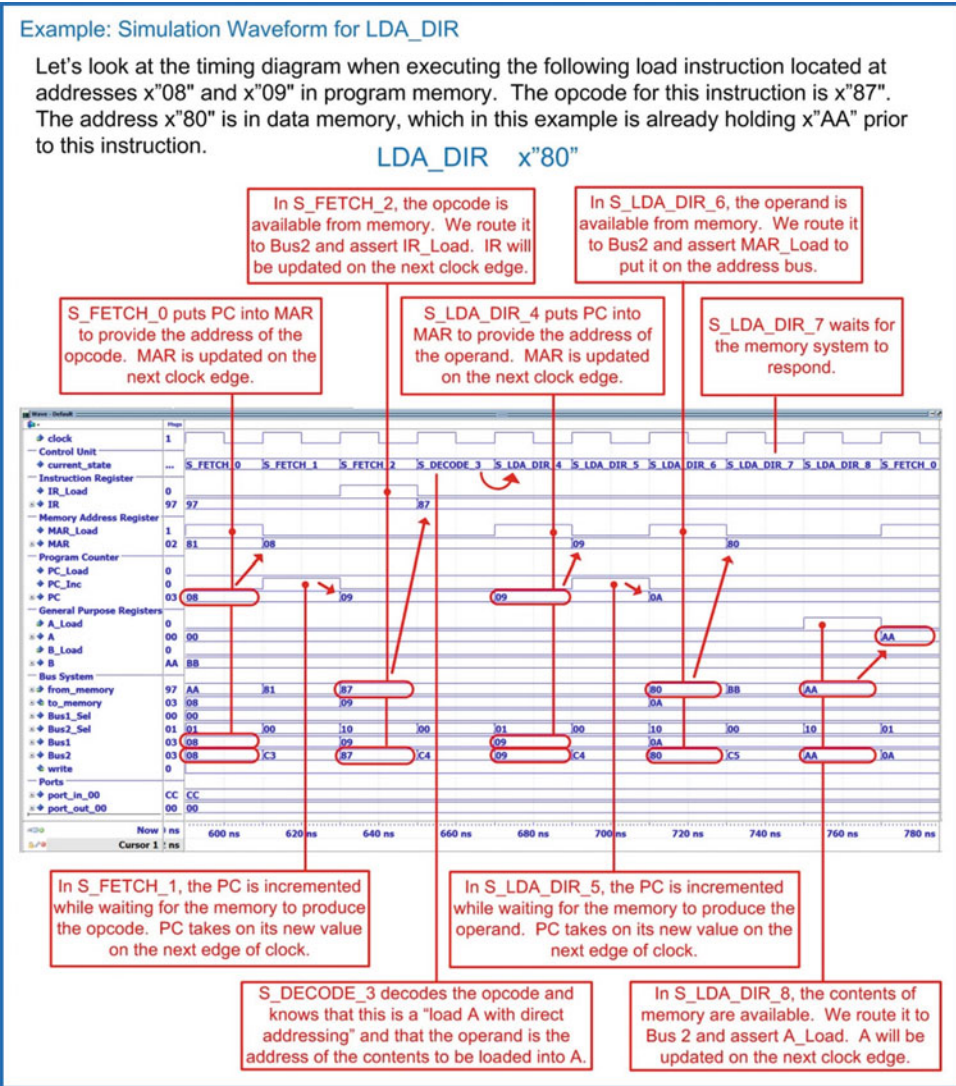 Example: Simulation Waveform for LDA_DIR
Let's look at the timing diagram when executing the following load instruction located at
addresses x"08" and x"09" in program memory. The opcode for this instruction is x"87".
The address x"80" is in data memory, which in this example is already holding x"AA" prior
to this instruction.
LDA_DIR x"80"
In S_FETCH_2, the opcode is
available from memory. We route it
to Bus2 and assert IR_Load. IR will
be updated on the next clock edge.
In S_LDA_DIR_6, the operand is
available from memory. We route it
to Bus2 and assert MAR_Load to
put it on the address bus.
S_FETCH_0 puts PC into MAR
to provide the address of the
opcode. MAR is updated on the
next clock edge.
S_LDA_DIR_4 puts PC into
MAR to provide the address of
the operand. MAR is updated
on the next clock edge.
S_LDA_DIR_7 waits for
the memory system to
respond.
Wave - Default
Msgs
clock 1
Control Unit
current_state ... S_FETCH_0 S_FETCH_1 S_FETCH_2 S_DECODE_3 S_LDA_DIR_4 S_LDA_DIR_5 S_LDA_DIR_6 S_LDA_DIR_7 S_LDA_DIR_8 S_FETCH_0
Instruction Register
IR_Load 0
IR 97 97 87
Memory Address Register
MAR_Load 1
MAR 02 81 08 09 80
Program Counter
PC_Load 0
PC_Inc 0
PC 03 08 09 09 0A
General Purpose Registers
A_Load 0
A 00 00 AA
B_Load 0
B AA BB
Bus System
from_memory 97 AA 81 87 80 BB AA
to_memory 03 08 09 0A
Bus1_Sel 00 00
Bus2_Sel 01 01 00 10 00 01 00 10 00 10 01
Bus1 03 08 09 09 0A
Bus2 03 08 C3 87 C4 09 C4 80 C5 AA 0A
write 0
Ports
port_in_00 CC CC
port_out_00 00 00
Now ns 600 ns 620 ns 640 ns 660 ns 680 ns 700 ns 720 ns 740 ns 760 ns 780 ns
Cursor 1 ns
In S_FETCH_1, the PC is incremented
while waiting for the memory to produce
the opcode. PC takes on its new value
on the next edge of clock.
In S_LDA_DIR_5, the PC is incremented
while waiting for the memory to produce the
operand. PC takes on its new value on the
next edge of clock.
S_DECODE_3 decodes the opcode and
knows that this is a "load A with direct
addressing" and that the operand is the
address of the contents to be loaded into A.
In S_LDA_DIR_8, the contents of
memory are available. We route it to
Bus 2 and assert A_Load. A will be
updated on the next clock edge.